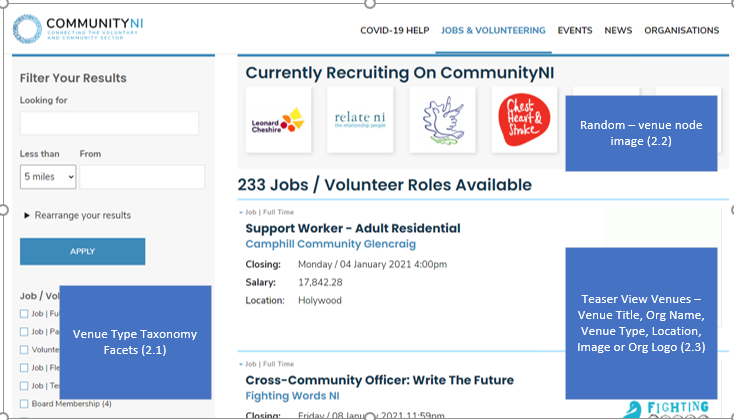 COMMUNITYNI
CONNECTING THE VOLUNTARY
AND COMMUNITY SECTOR
COVID-19 HELP
JOBS & VOLUNTEERING
EVENTS
NEWS
ORGANISATIONS
Filter Your Results
Looking for
Less than
From
5 miles
Rearrange your results
APPLY
Job / Vol
Job | Fu
Job | Pa
Volunte
Job | Fle
Job | Te
Board Membership (4)
Venue Type Taxonomy
Facets (2.1)
Currently Recruiting On CommunityNI
Leonard
Cheshire
relate ni
the relationship people
Chest
Heart &
Stroke
Random – venue node
image (2.2)
233 Jobs / Volunteer Roles Available
Job | Full Time
Support Worker - Adult Residential
Camphill Community Glencraig
Closing: Monday / 04 January 2021 4:00pm
Salary: 17,842.28
Location: Holywood
Teaser View Venues –
Venue Title, Org Name,
Venue Type, Location,
Image or Org Logo (2.3)
Job | Full Time
Cross-Community Officer: Write The Future
Fighting Words NI
Closing: Friday / 08 January 2021 11:59pm
FIGHTING